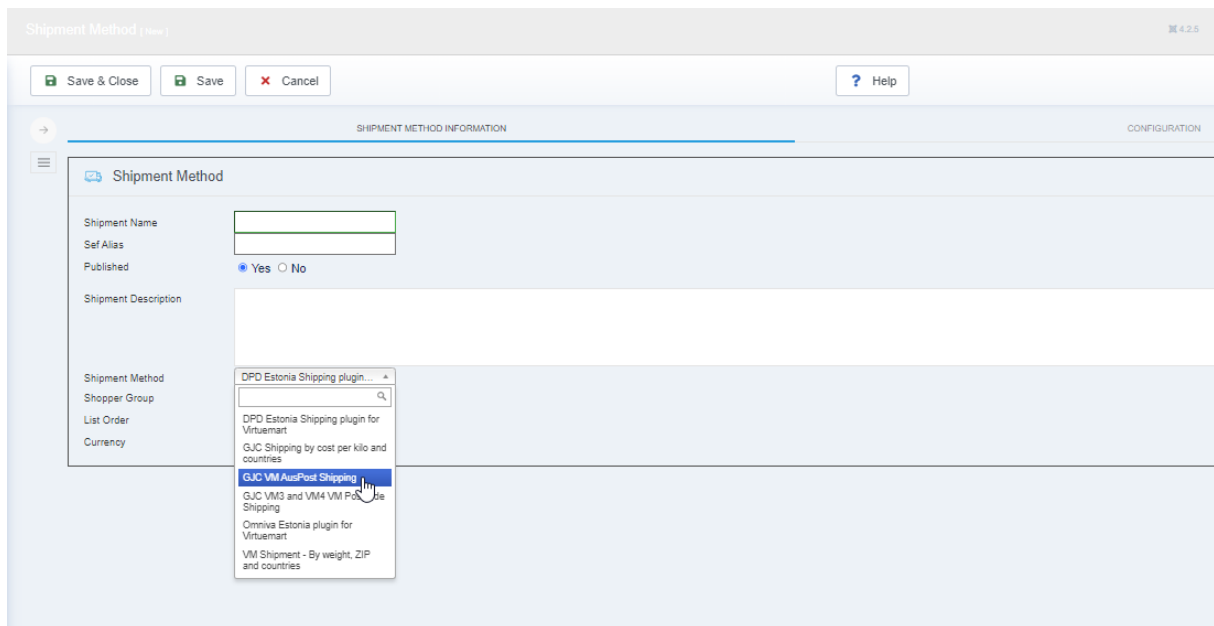 Shipment Method [ New ]
4.2.5
Save & Close
Save
Cancel
? Help
SHIPMENT METHOD INFORMATION
CONFIGURATION
Shipment Method
Shipment Name
Sef Alias
Published
Yes
No
Shipment Description
Shipment Method
DPD Estonia Shipping plugin...
Shopper Group
List Order
Currency
DPD Estonia Shipping plugin for
Virtuemart
GJC Shipping by cost per kilo and
countries
GJC VM AusPost Shipping
GJC VM3 and VM4 VM
Shipping
Omniva Estonia plugin for
Virtuemart
VM Shipment - By weight, ZIP
and countries